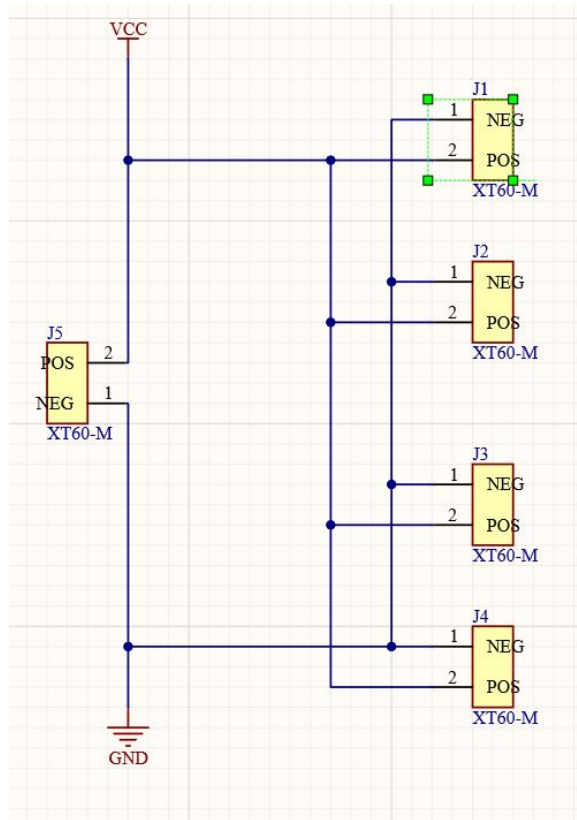 VCC
J1
1 NEG
2 POS
XT60-M
J2
1 NEG
2 POS
XT60-M
J5
POS 2
NEG 1
XT60-M
J3
1 NEG
2 POS
XT60-M
J4
1 NEG
2 POS
XT60-M
GND